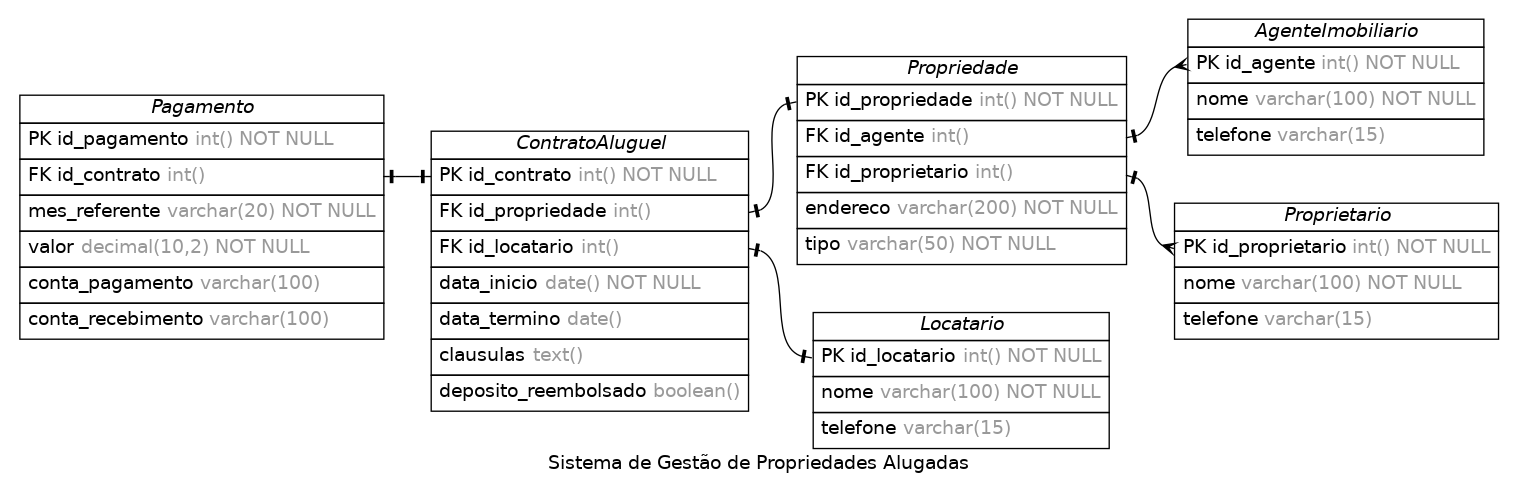 Pagamento
PK id_pagamento int() NOT NULL
FK id_contrato int()
mes_referente varchar(20) NOT NULL
valor decimal(10,2) NOT NULL
conta_pagamento varchar(100)
conta_recebimento varchar(100)
ContratoAluguel
PK id_contrato int() NOT NULL
FK id_propriedade int()
FK id_locatario int()
data_inicio date() NOT NULL
data_termino date()
clausulas text()
deposito_reembolsado boolean()
Propriedade
PK id_propriedade int() NOT NULL
FK id_agente int()
FK id_proprietario int()
endereco varchar(200) NOT NULL
tipo varchar(50) NOT NULL
Locatario
PK id_locatario int() NOT NULL
nome varchar(100) NOT NULL
telefone varchar(15)
AgenteImobiliario
PK id_agente int() NOT NULL
nome varchar(100) NOT NULL
telefone varchar(15)
Proprietario
PK id_proprietario int() NOT NULL
nome varchar(100) NOT NULL
telefone varchar(15)
Sistema de Gestão de Propriedades Alugadas